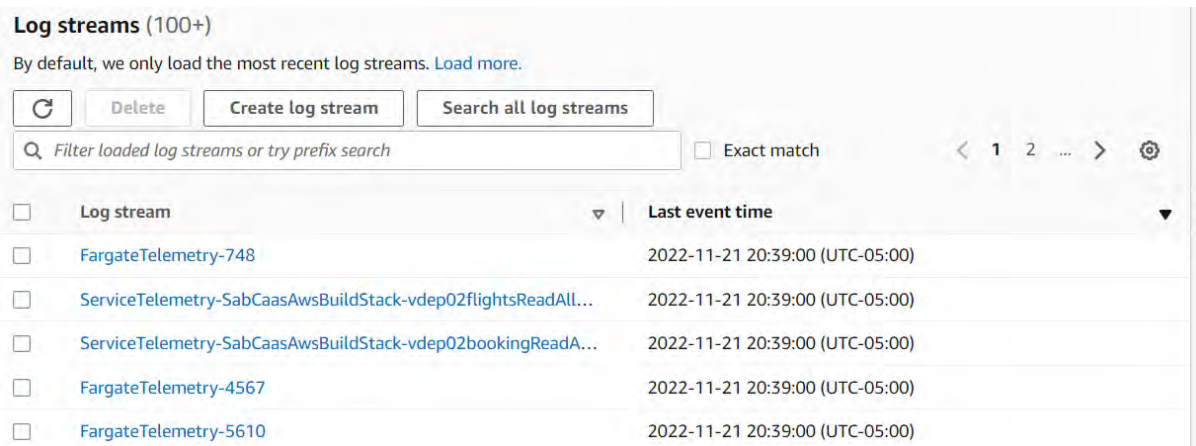 Log streams (100+)
By default, we only load the most recent log streams. Load more.
Delete Create log stream Search all log streams
Filter loaded log streams or try prefix search Exact match 1 2 ...
Log stream Last event time
FargateTelemetry-748 2022-11-21 20:39:00 (UTC-05:00)
ServiceTelemetry-SabCaasAwsBuildStack-vdep02flightsReadAll... 2022-11-21 20:39:00 (UTC-05:00)
ServiceTelemetry-SabCaasAwsBuildStack-vdep02bookingReadA... 2022-11-21 20:39:00 (UTC-05:00)
FargateTelemetry-4567 2022-11-21 20:39:00 (UTC-05:00)
FargateTelemetry-5610 2022-11-21 20:39:00 (UTC-05:00)